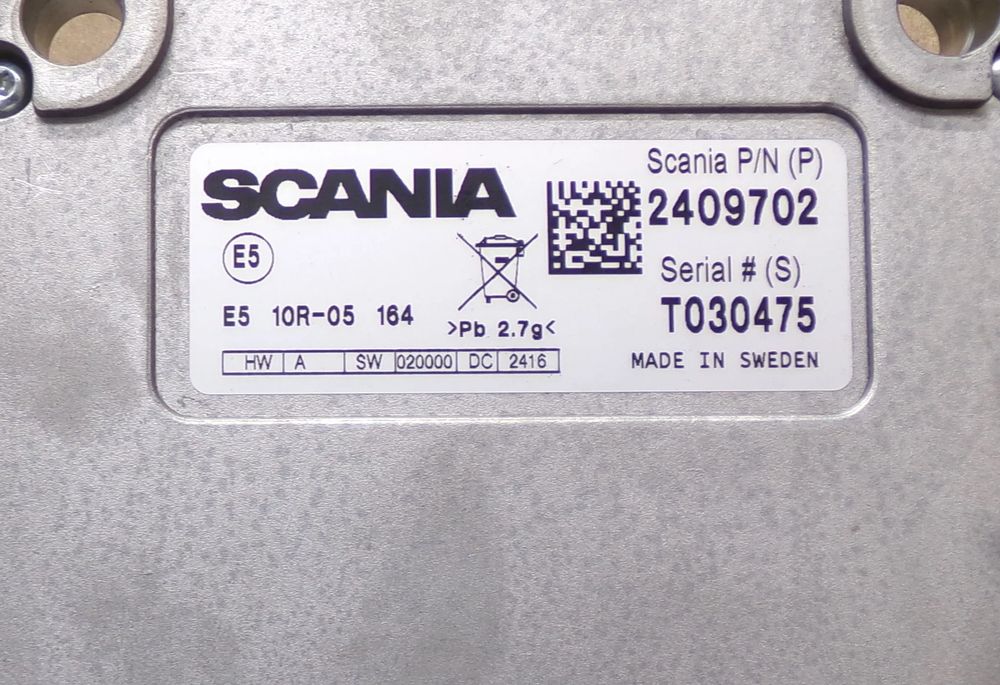 SCANIA
Scania P/N (P)
2409702
E5
Serial # (S)
T030475
E5 10R-05 164
>Pb 2.7g<
HW A SW 020000 DC 2416
MADE IN SWEDEN